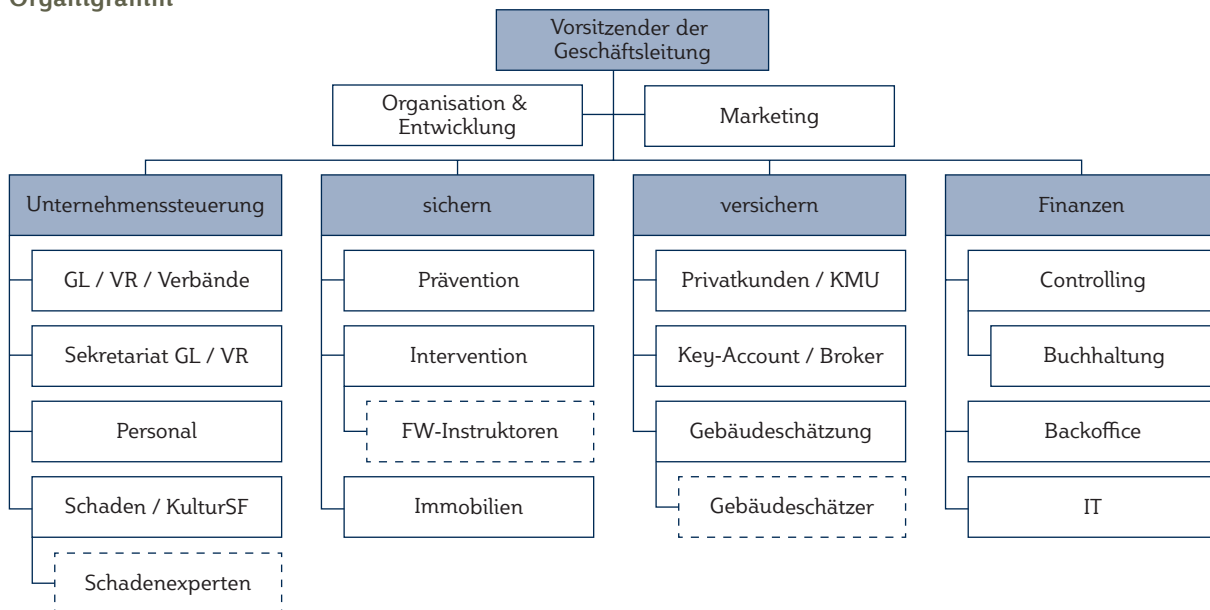 Organigramm
Vorsitzender der
Geschäftsleitung
Organisation &
Entwicklung
Marketing
Unternehmenssteuerung
sichern
versichern
Finanzen
GL / VR / Verbände
Prävention
Privatkunden / KMU
Controlling
Sekretariat GL / VR
Intervention
Key-Account / Broker
Buchhaltung
Personal
FW-Instruktoren
Gebäudeschätzung
Backoffice
Schaden / KulturSF
Immobilien
Gebäudeschätzer
IT
Schadenexperten